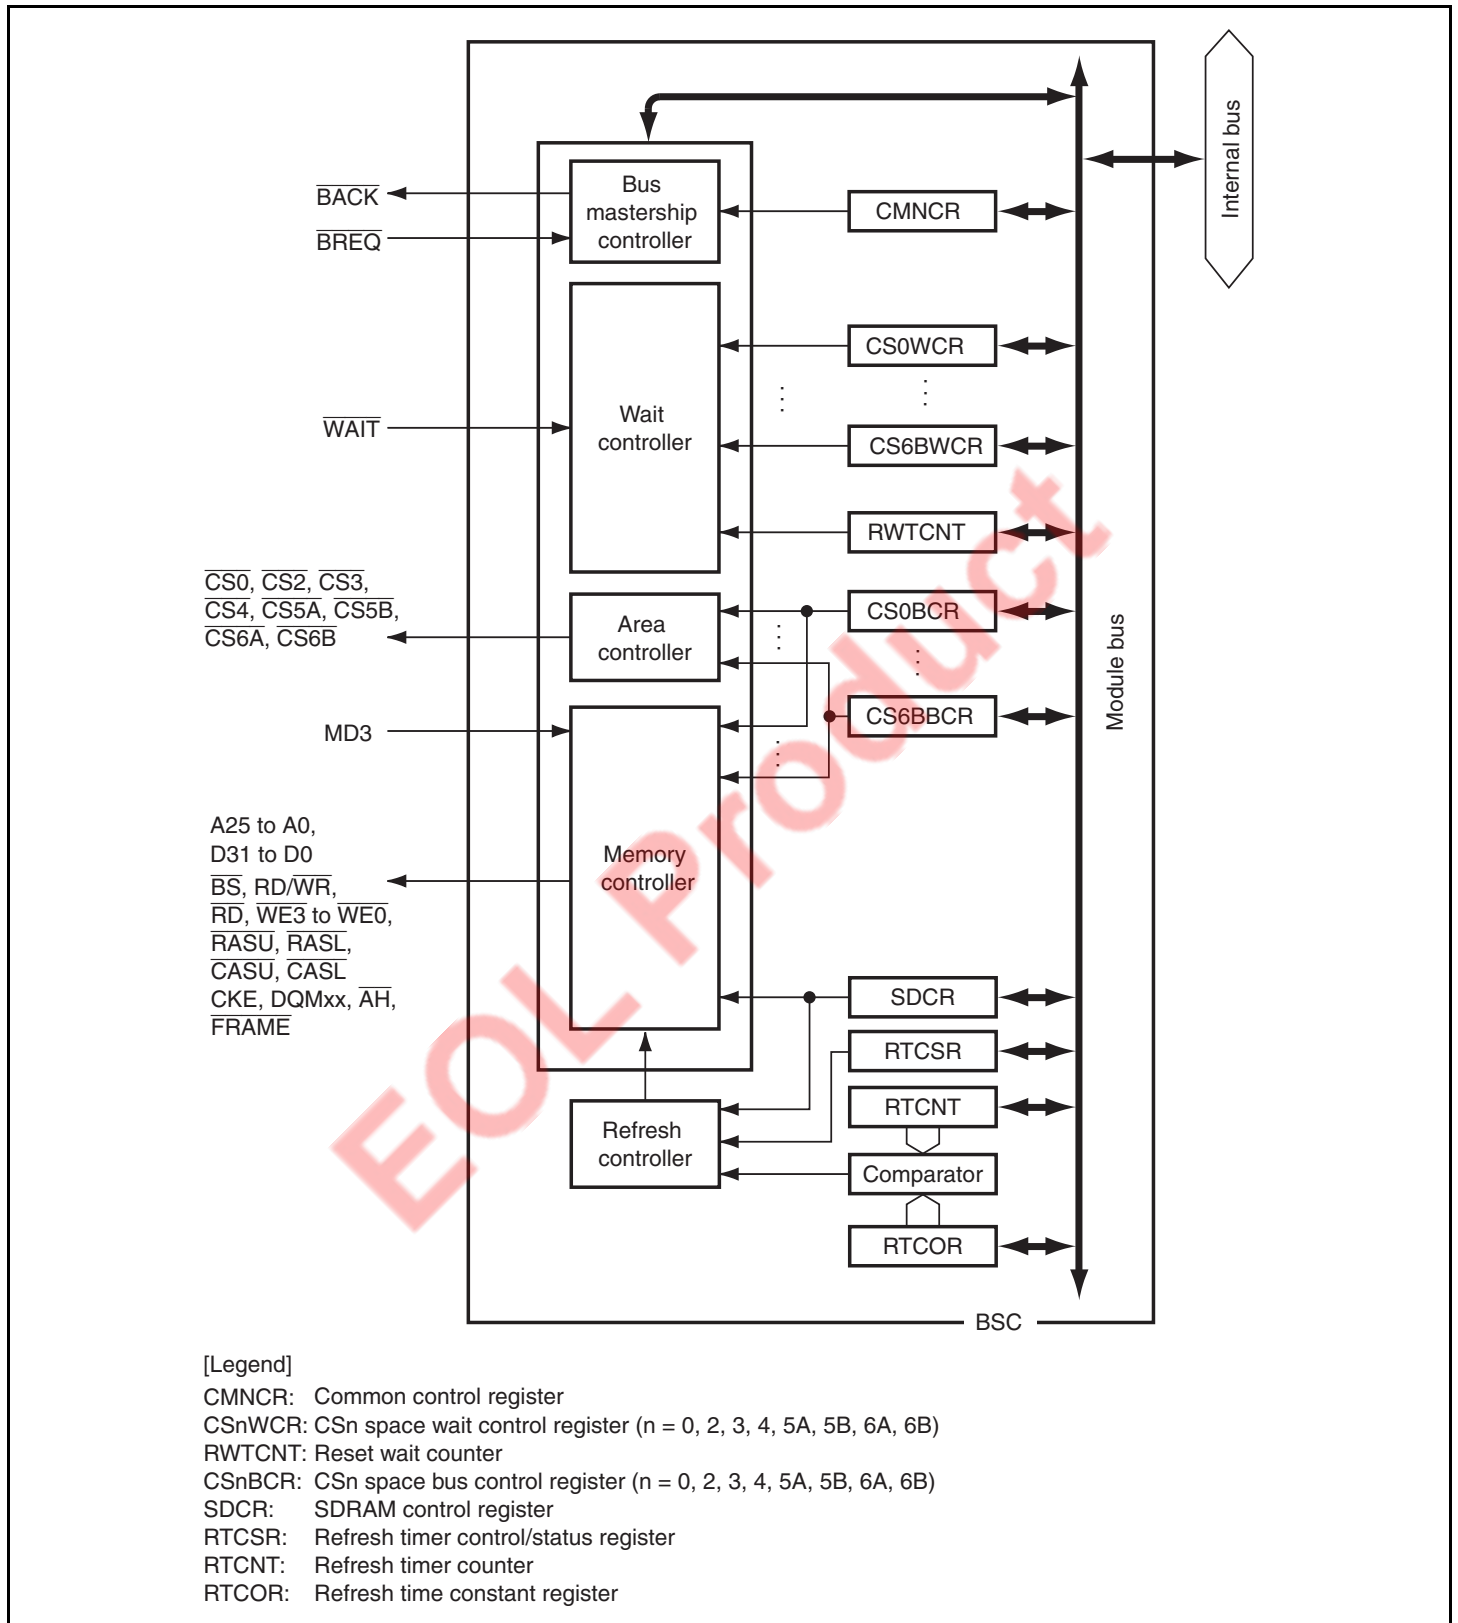 Internal bus
Bus
mastership
controller
BACK
BREQ
CMNCR
CS0WCR
Wait
controller
WAIT
CS6BWCR
RWTCNT
CS0, CS2, CS3,
CS4, CS5A, CS5B,
CS6A, CS6B
Area
controller
CS0BCR
CS6BBCR
Module bus
MD3
A25 to A0,
D31 to D0
BS, RD/WR,
RD, WE3 to WE0,
RASU, RASL,
CASU, CASL
CKE, DQMxx, AH,
FRAME
Memory
controller
SDCR
RTCSR
RTCNT
Refresh
controller
Comparator
RTCOR
BSC
EOL Product
[Legend]
CMNCR: Common control register
CSnWCR: CSn space wait control register (n = 0, 2, 3, 4, 5A, 5B, 6A, 6B)
RWTCNT: Reset wait counter
CSnBCR: CSn space bus control register (n = 0, 2, 3, 4, 5A, 5B, 6A, 6B)
SDCR: SDRAM control register
RTCSR: Refresh timer control/status register
RTCNT: Refresh timer counter
RTCOR: Refresh time constant register